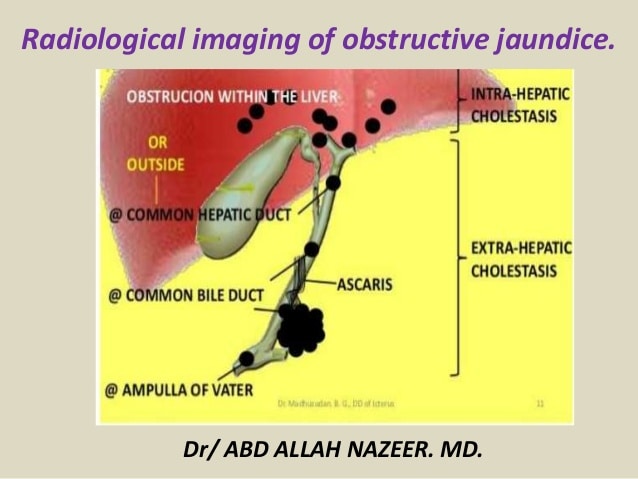 Radiological imaging of obstructive jaundice.
OBSTRUCION WITHIN THE LIVER
OR
OUTSIDE
@ COMMON HEPATIC DUCT
@ COMMON BILE DUCT
@ AMPULLA OF VATER
ASCARIS
INTRA-HEPATIC
CHOLESTASIS
EXTRA-HEPATIC
CHOLESTASIS
Dr, Madhusudan. B. G., DD of Icterus
11
Dr/ ABD ALLAH NAZEER. MD.